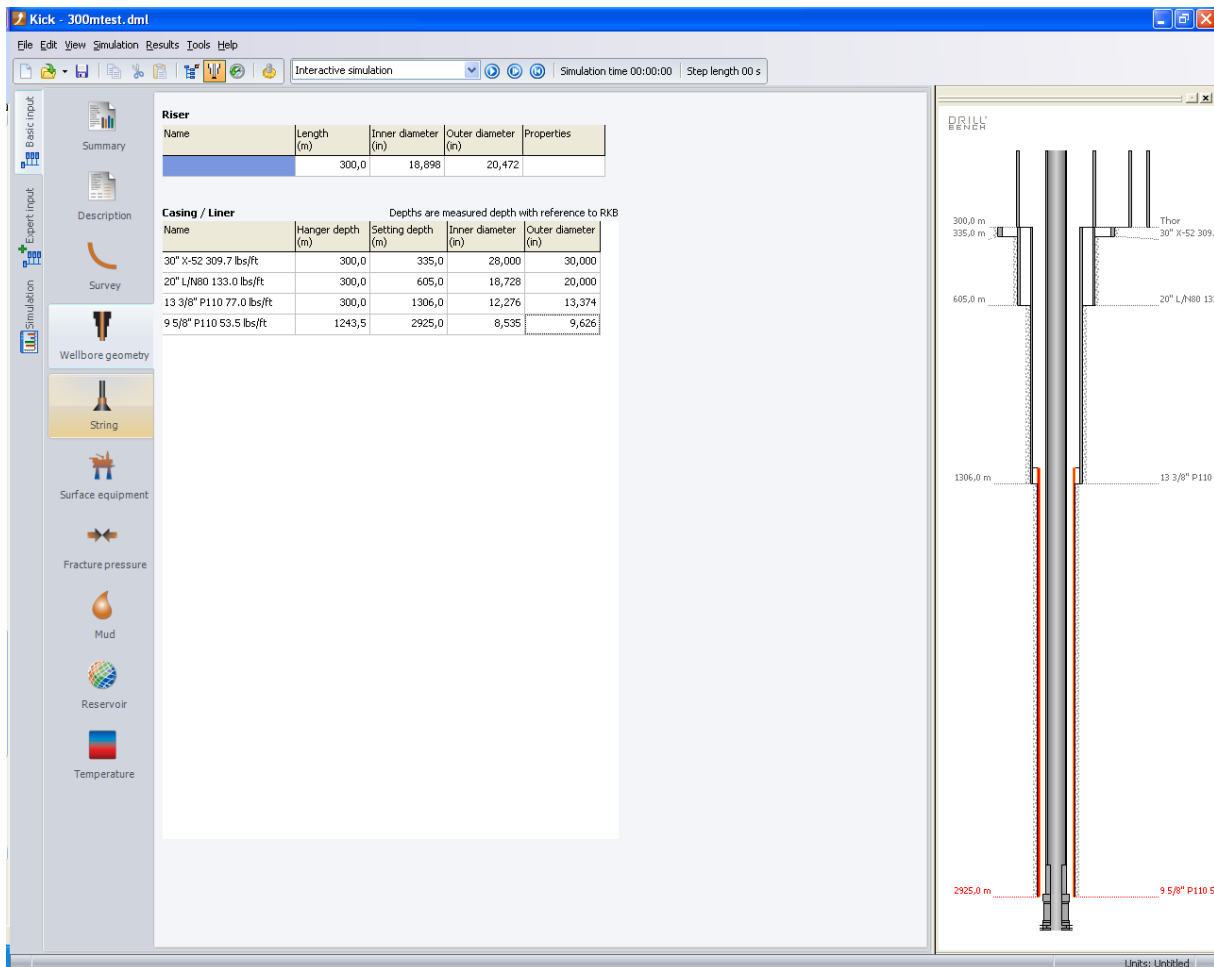 Kick - 300mtest.dml
File Edit View Simulation Results Tools Help
Interactive simulation
Simulation time 00:00:00
Step length 00 s
Basic input
Expert input
Simulation
Summary
Description
Survey
Wellbore geometry
String
Surface equipment
Fracture pressure
Mud
Reservoir
Temperature
Riser
Name Length (m) Inner diameter (in) Outer diameter (in) Properties
300,0 18,898 20,472
Casing / Liner Depths are measured depth with reference to RKB
Name Hanger depth (m) Setting depth (m) Inner diameter (in) Outer diameter (in)
30" X-52 309.7 lbs/ft 300,0 335,0 28,000 30,000
20" L/N80 133.0 lbs/ft 300,0 605,0 18,728 20,000
13 3/8" P110 77.0 lbs/ft 300,0 1306,0 12,276 13,374
9 5/8" P110 53.5 lbs/ft 1243,5 2925,0 8,535 9,626
DRILL
BENCH
300,0 m Thor
335,0 m 30" X-52 309.
605,0 m 20" L/N80 13
1306,0 m 13 3/8" P110
2925,0 m 9 5/8" P110 5
Units: Untitled